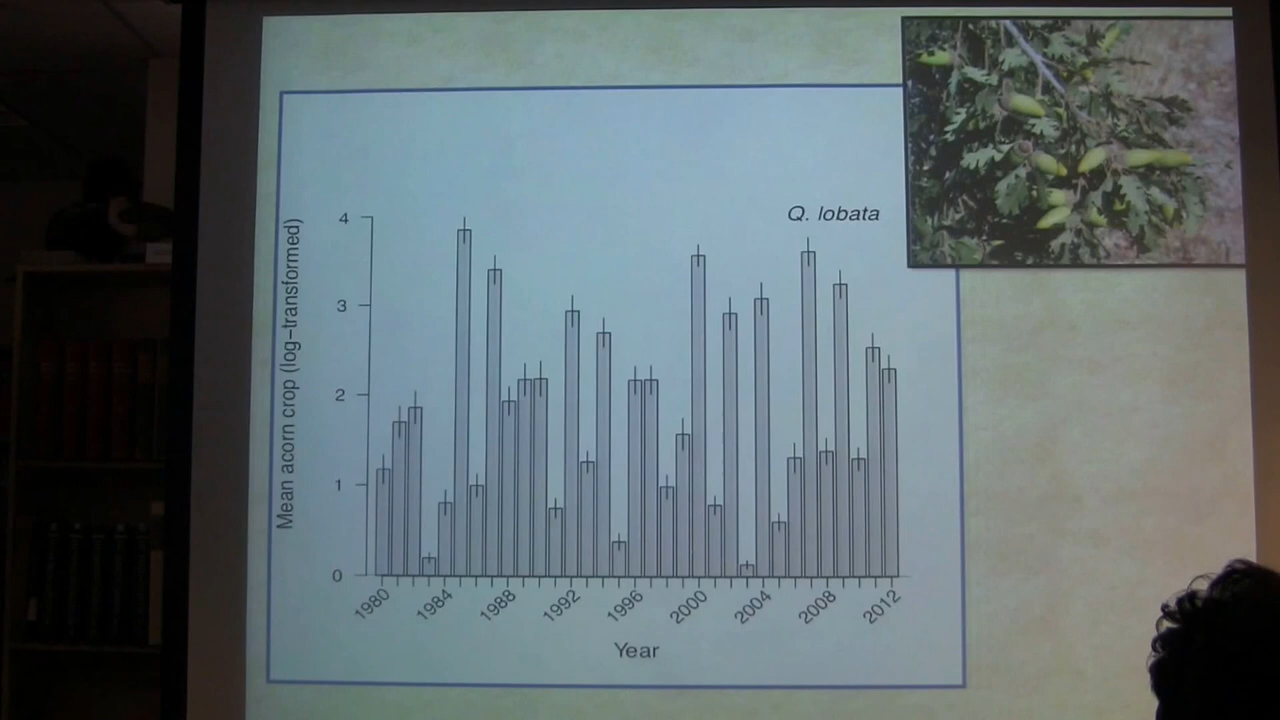 Q. lobata
Mean acorn crop (log-transformed)
4
3
2
1
0
1980 1984 1988 1992 1996 2000 2004 2008 2012
Year